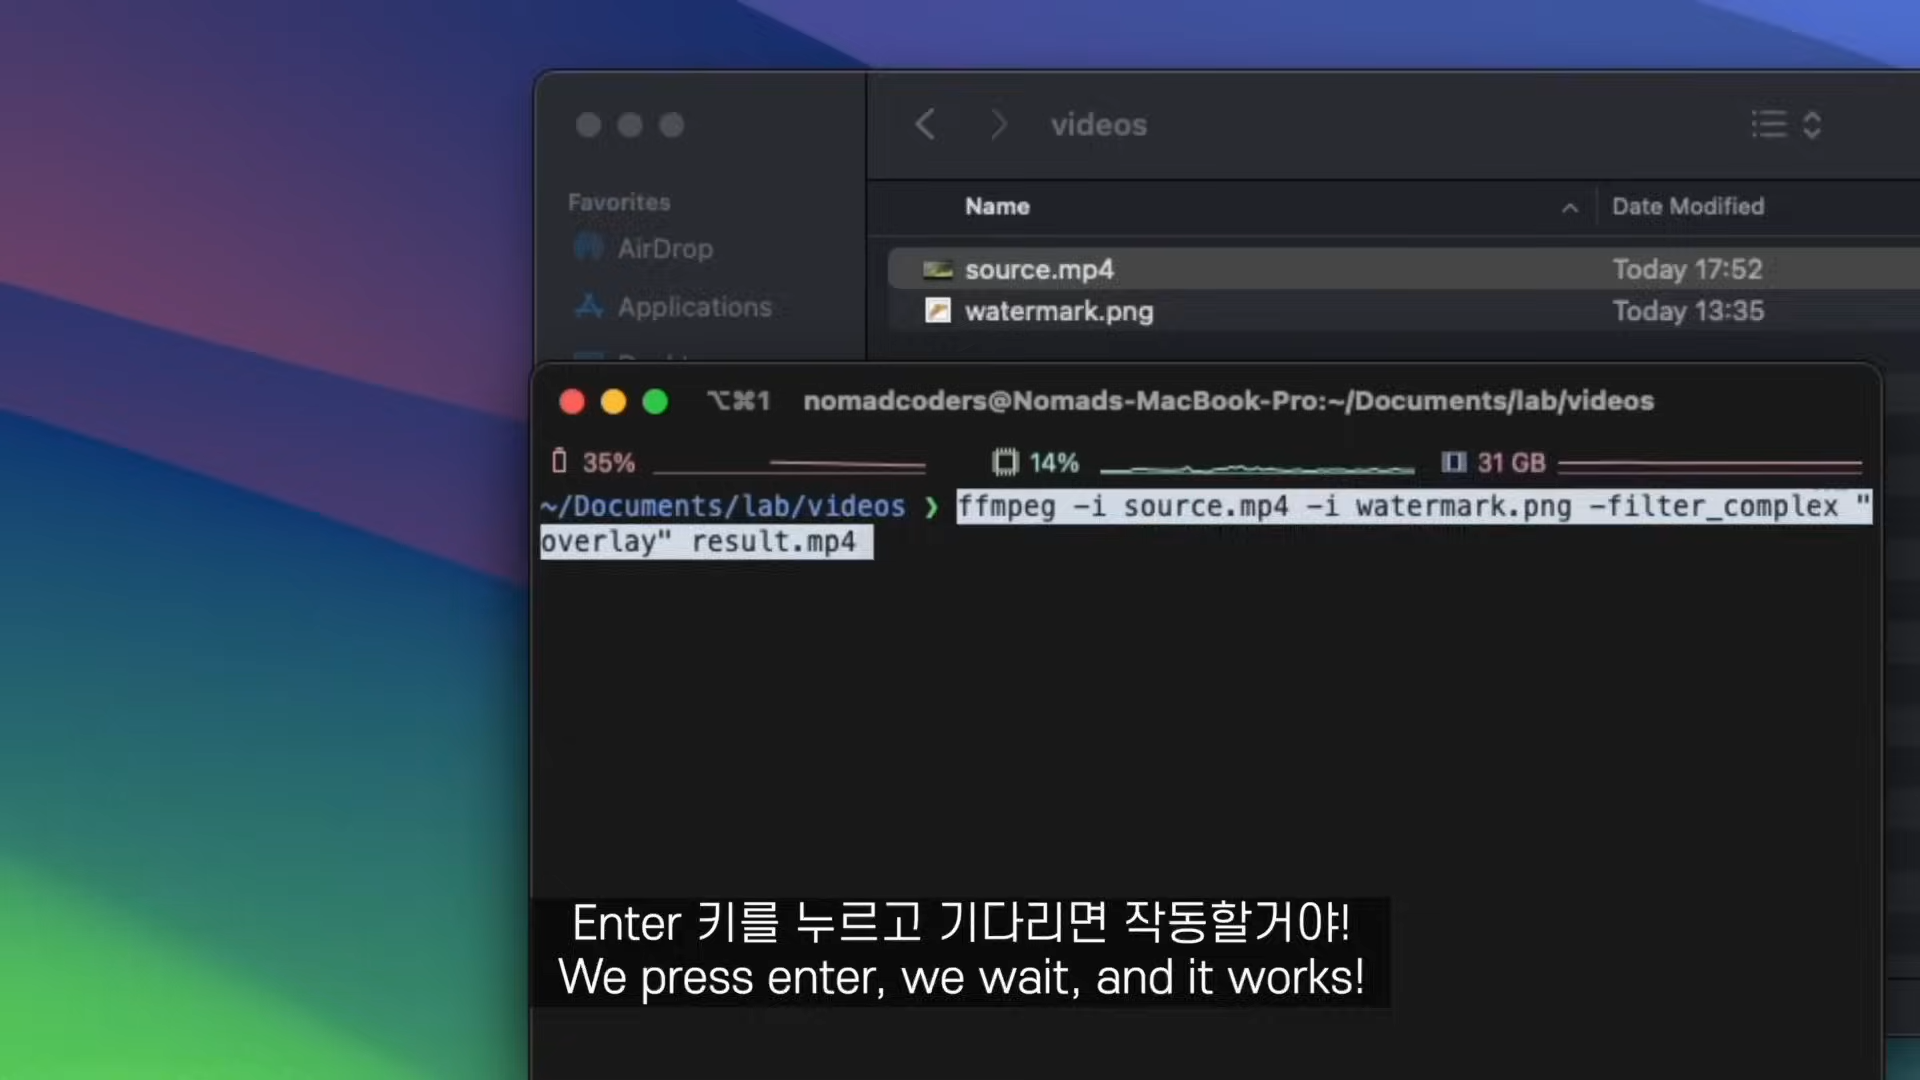 videos
Favorites
AirDrop
Applications
Name
Date Modified
source.mp4
Today 17:52
watermark.png
Today 13:35
⌥⌘1 nomadcoders@Nomads-MacBook-Pro:~/Documents/lab/videos
35% 14% 31 GB
~/Documents/lab/videos ❯ ffmpeg -i source.mp4 -i watermark.png -filter_complex "
overlay" result.mp4
Enter 키를 누르고 기다리면 작동할거야!
We press enter, we wait, and it works!